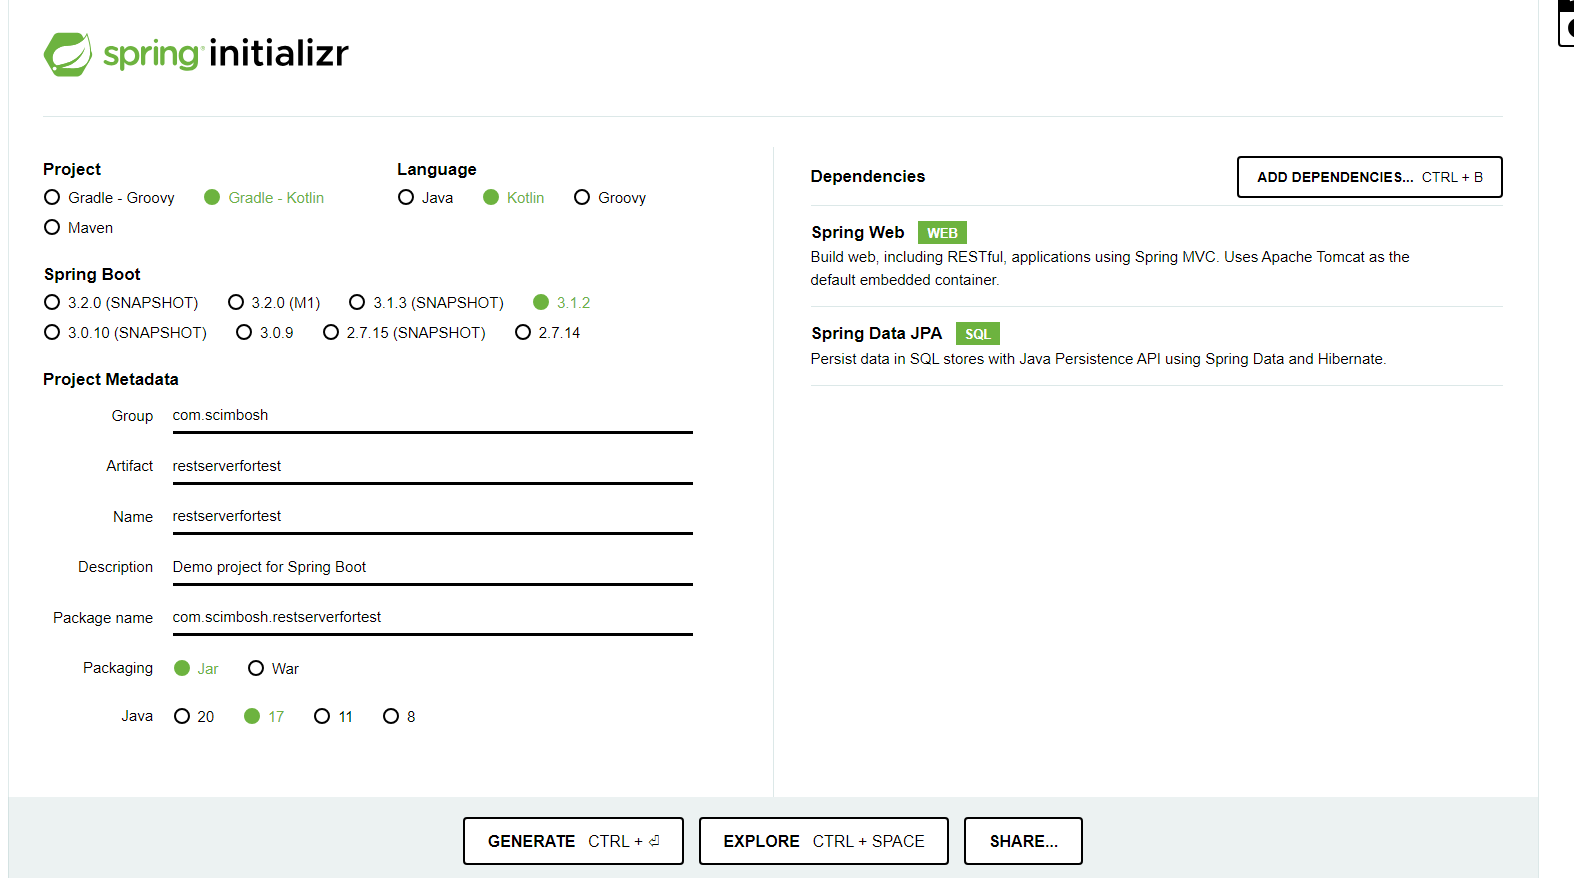 spring initializr
Project
Gradle - Groovy Gradle - Kotlin
Maven
Language
Java Kotlin Groovy
Spring Boot
3.2.0 (SNAPSHOT) 3.2.0 (M1) 3.1.3 (SNAPSHOT) 3.1.2
3.0.10 (SNAPSHOT) 3.0.9 2.7.15 (SNAPSHOT) 2.7.14
Project Metadata
Group com.scimbosh
Artifact restserverfortest
Name restserverfortest
Description Demo project for Spring Boot
Package name com.scimbosh.restserverfortest
Packaging Jar War
Java 20 17 11 8
Dependencies ADD DEPENDENCIES... CTRL + B
Spring Web WEB
Build web, including RESTful, applications using Spring MVC. Uses Apache Tomcat as the
default embedded container.
Spring Data JPA SQL
Persist data in SQL stores with Java Persistence API using Spring Data and Hibernate.
GENERATE CTRL + ⏎ EXPLORE CTRL + SPACE SHARE...